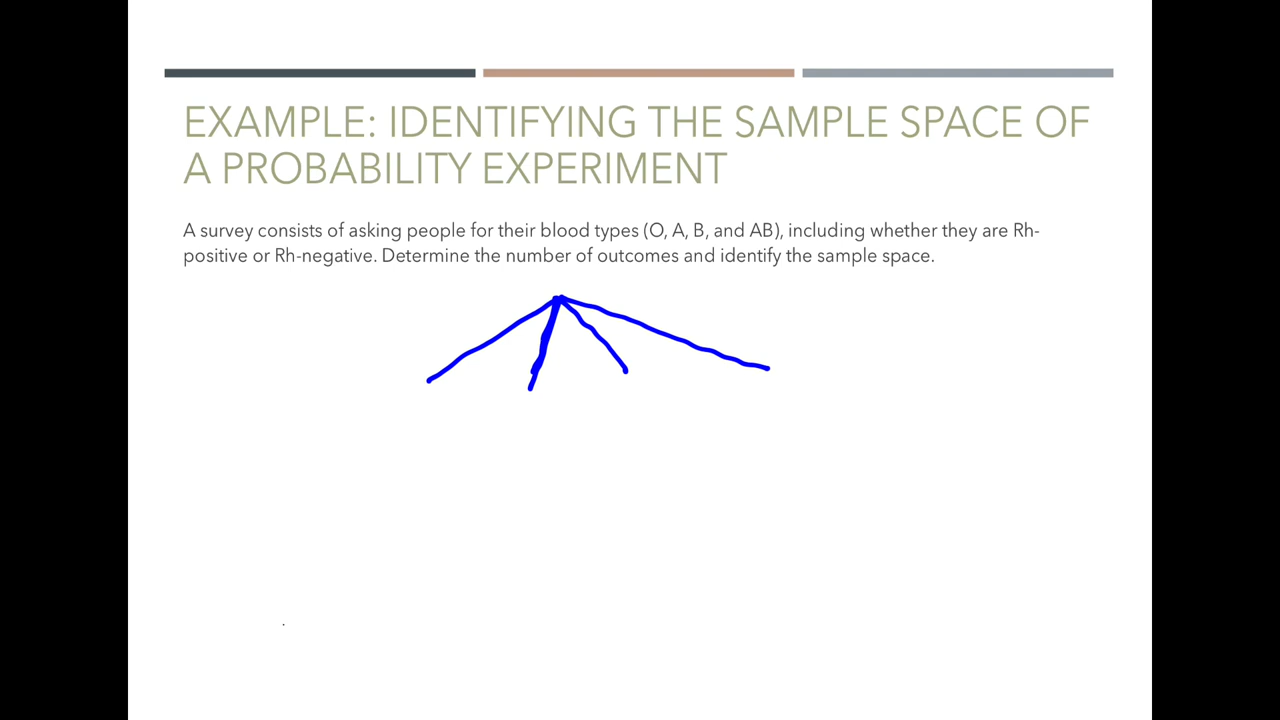 EXAMPLE: IDENTIFYING THE SAMPLE SPACE OF
A PROBABILITY EXPERIMENT
A survey consists of asking people for their blood types (O, A, B, and AB), including whether they are Rh-
positive or Rh-negative. Determine the number of outcomes and identify the sample space.